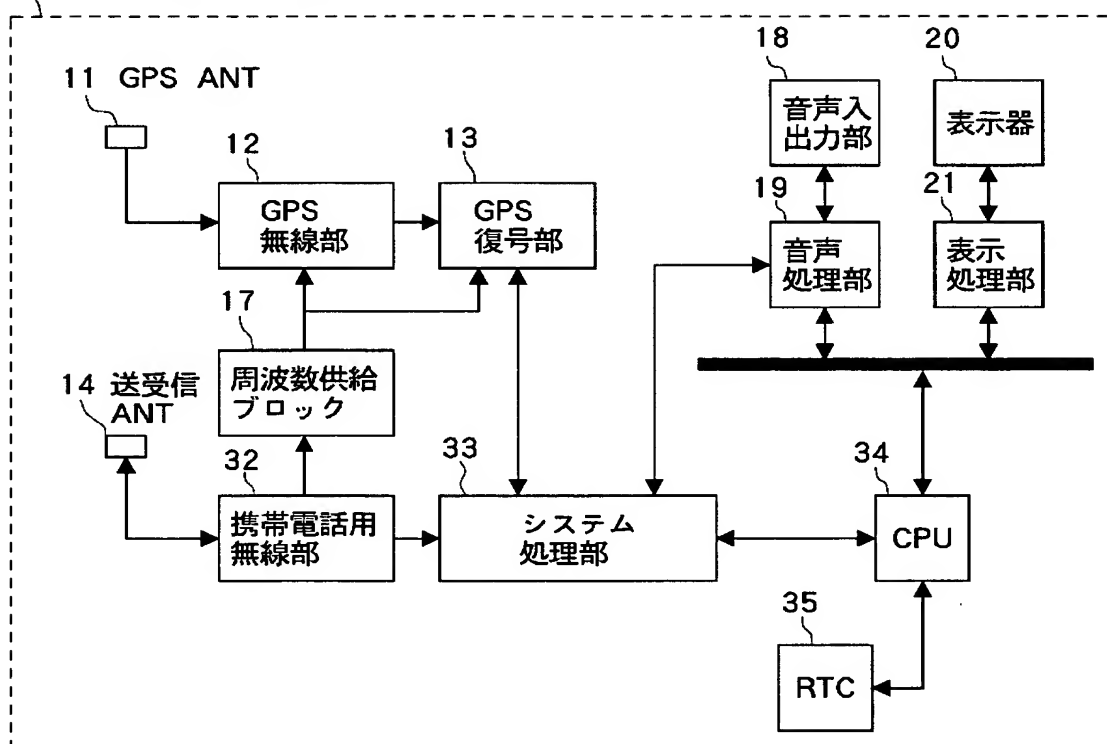 18
20
11 GPS ANT
音声入
出力部
表示器
12
13
19
21
GPS
無線部
GPS
復号部
音声
処理部
表示
処理部
17
14 送受信
ANT
周波数供給
ブロック
32
33
34
携帯電話用
無線部
システム
処理部
CPU
35
RTC